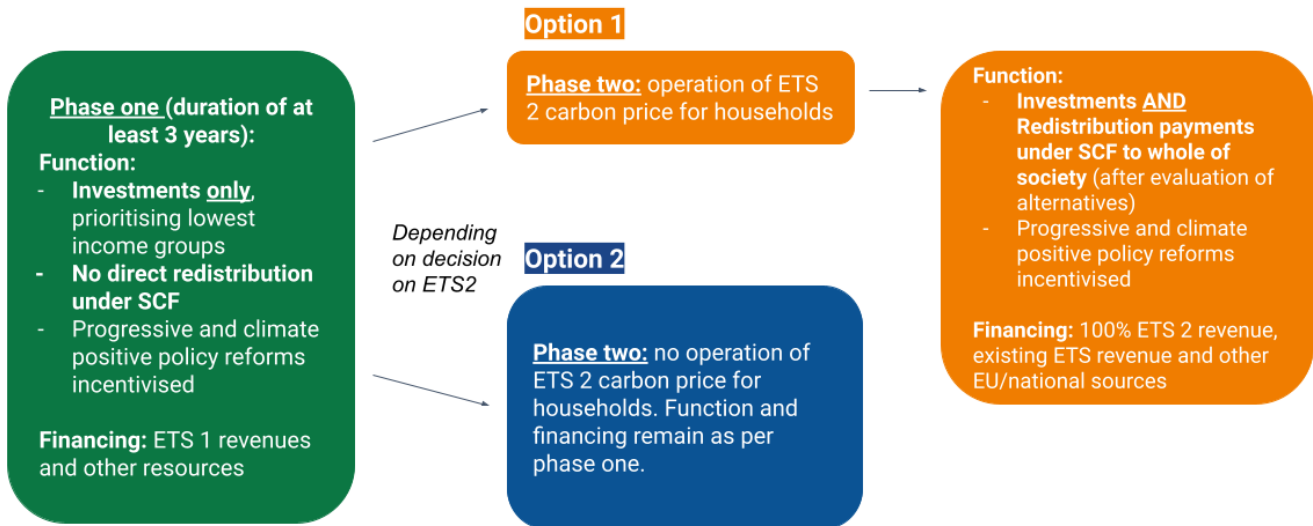 Phase one (duration of at
least 3 years):
Function:
- Investments only,
prioritising lowest
income groups
- No direct redistribution
under SCF
- Progressive and climate
positive policy reforms
incentivised
Financing: ETS 1 revenues
and other resources
Depending
on decision
on ETS2
Option 1
Phase two: operation of ETS
2 carbon price for households
Function:
- Investments AND
Redistribution payments
under SCF to whole of
society (after evaluation of
alternatives)
- Progressive and climate
positive policy reforms
incentivised
Financing: 100% ETS 2 revenue,
existing ETS revenue and other
EU/national sources
Option 2
Phase two: no operation of
ETS 2 carbon price for
households. Function and
financing remain as per
phase one.